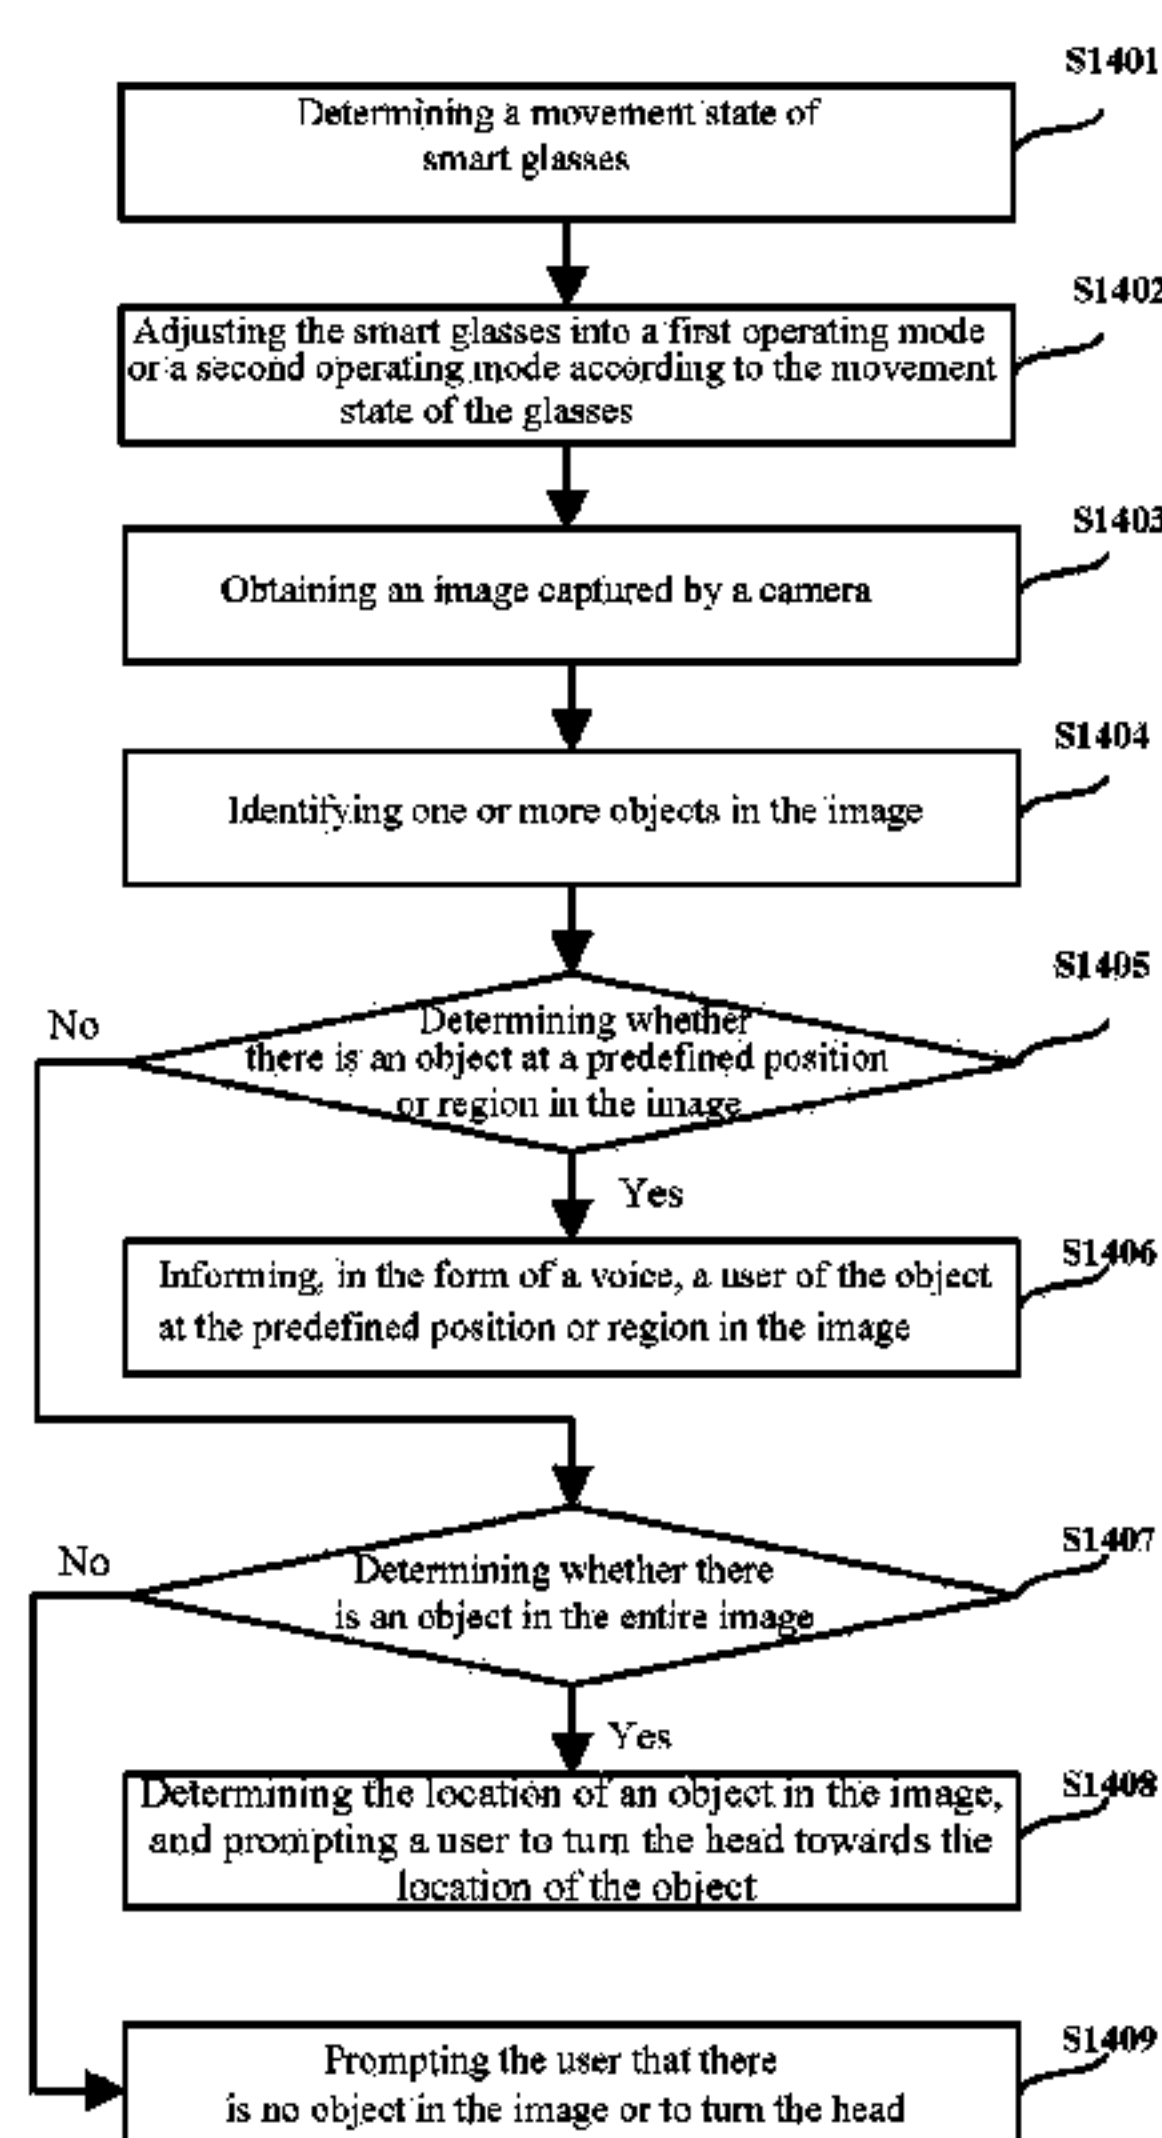 S1401
Determining a movement state of
smart glasses
S1402
Adjusting the smart glasses into a first operating mode
or a second operating mode according to the movement
state of the glasses
S1403
Obtaining an image captured by a camera
S1404
Identifying one or more objects in the image
S1405
No
Determining whether
there is an object at a predefined position
or region in the image
Yes
S1406
Informing, in the form of a voice, a user of the object
at the predefined position or region in the image
S1407
No
Determining whether there
is an object in the entire image
Yes
S1408
Determining the location of an object in the image,
and prompting a user to turn the head towards the
location of the object
S1409
Prompting the user that there
is no object in the image or to turn the head